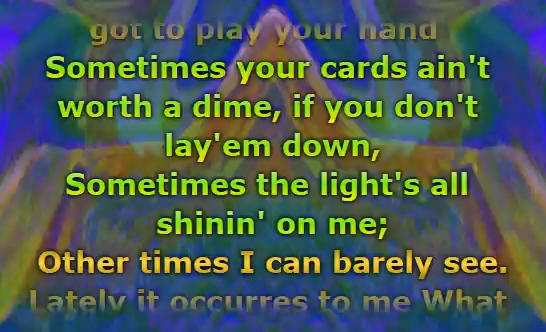 got to play your hand
Sometimes your cards ain't
worth a dime, if you don't
lay'em down,
Sometimes the light's all
shinin' on me;
Other times I can barely see.
Lately it occurres to me What